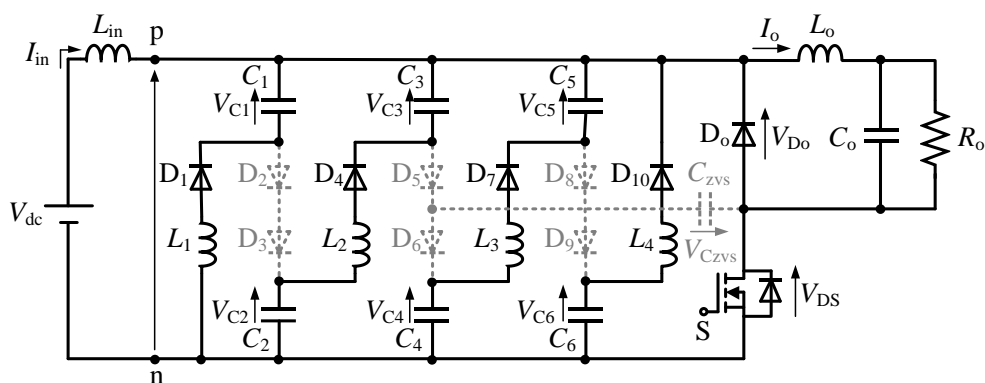 I_in L_in p I_o L_o
C_1 C_3 C_5
V_C1 V_C3 V_C5
D_o V_Do C_o R_o
D_1 D_2 D_4 D_5 D_7 D_8 D_10 C_zvs
V_dc
L_1 D_3 L_2 D_6 L_3 D_9 L_4 V_Czvs
V_C2 V_C4 V_C6 V_DS
C_2 C_4 C_6 S
n